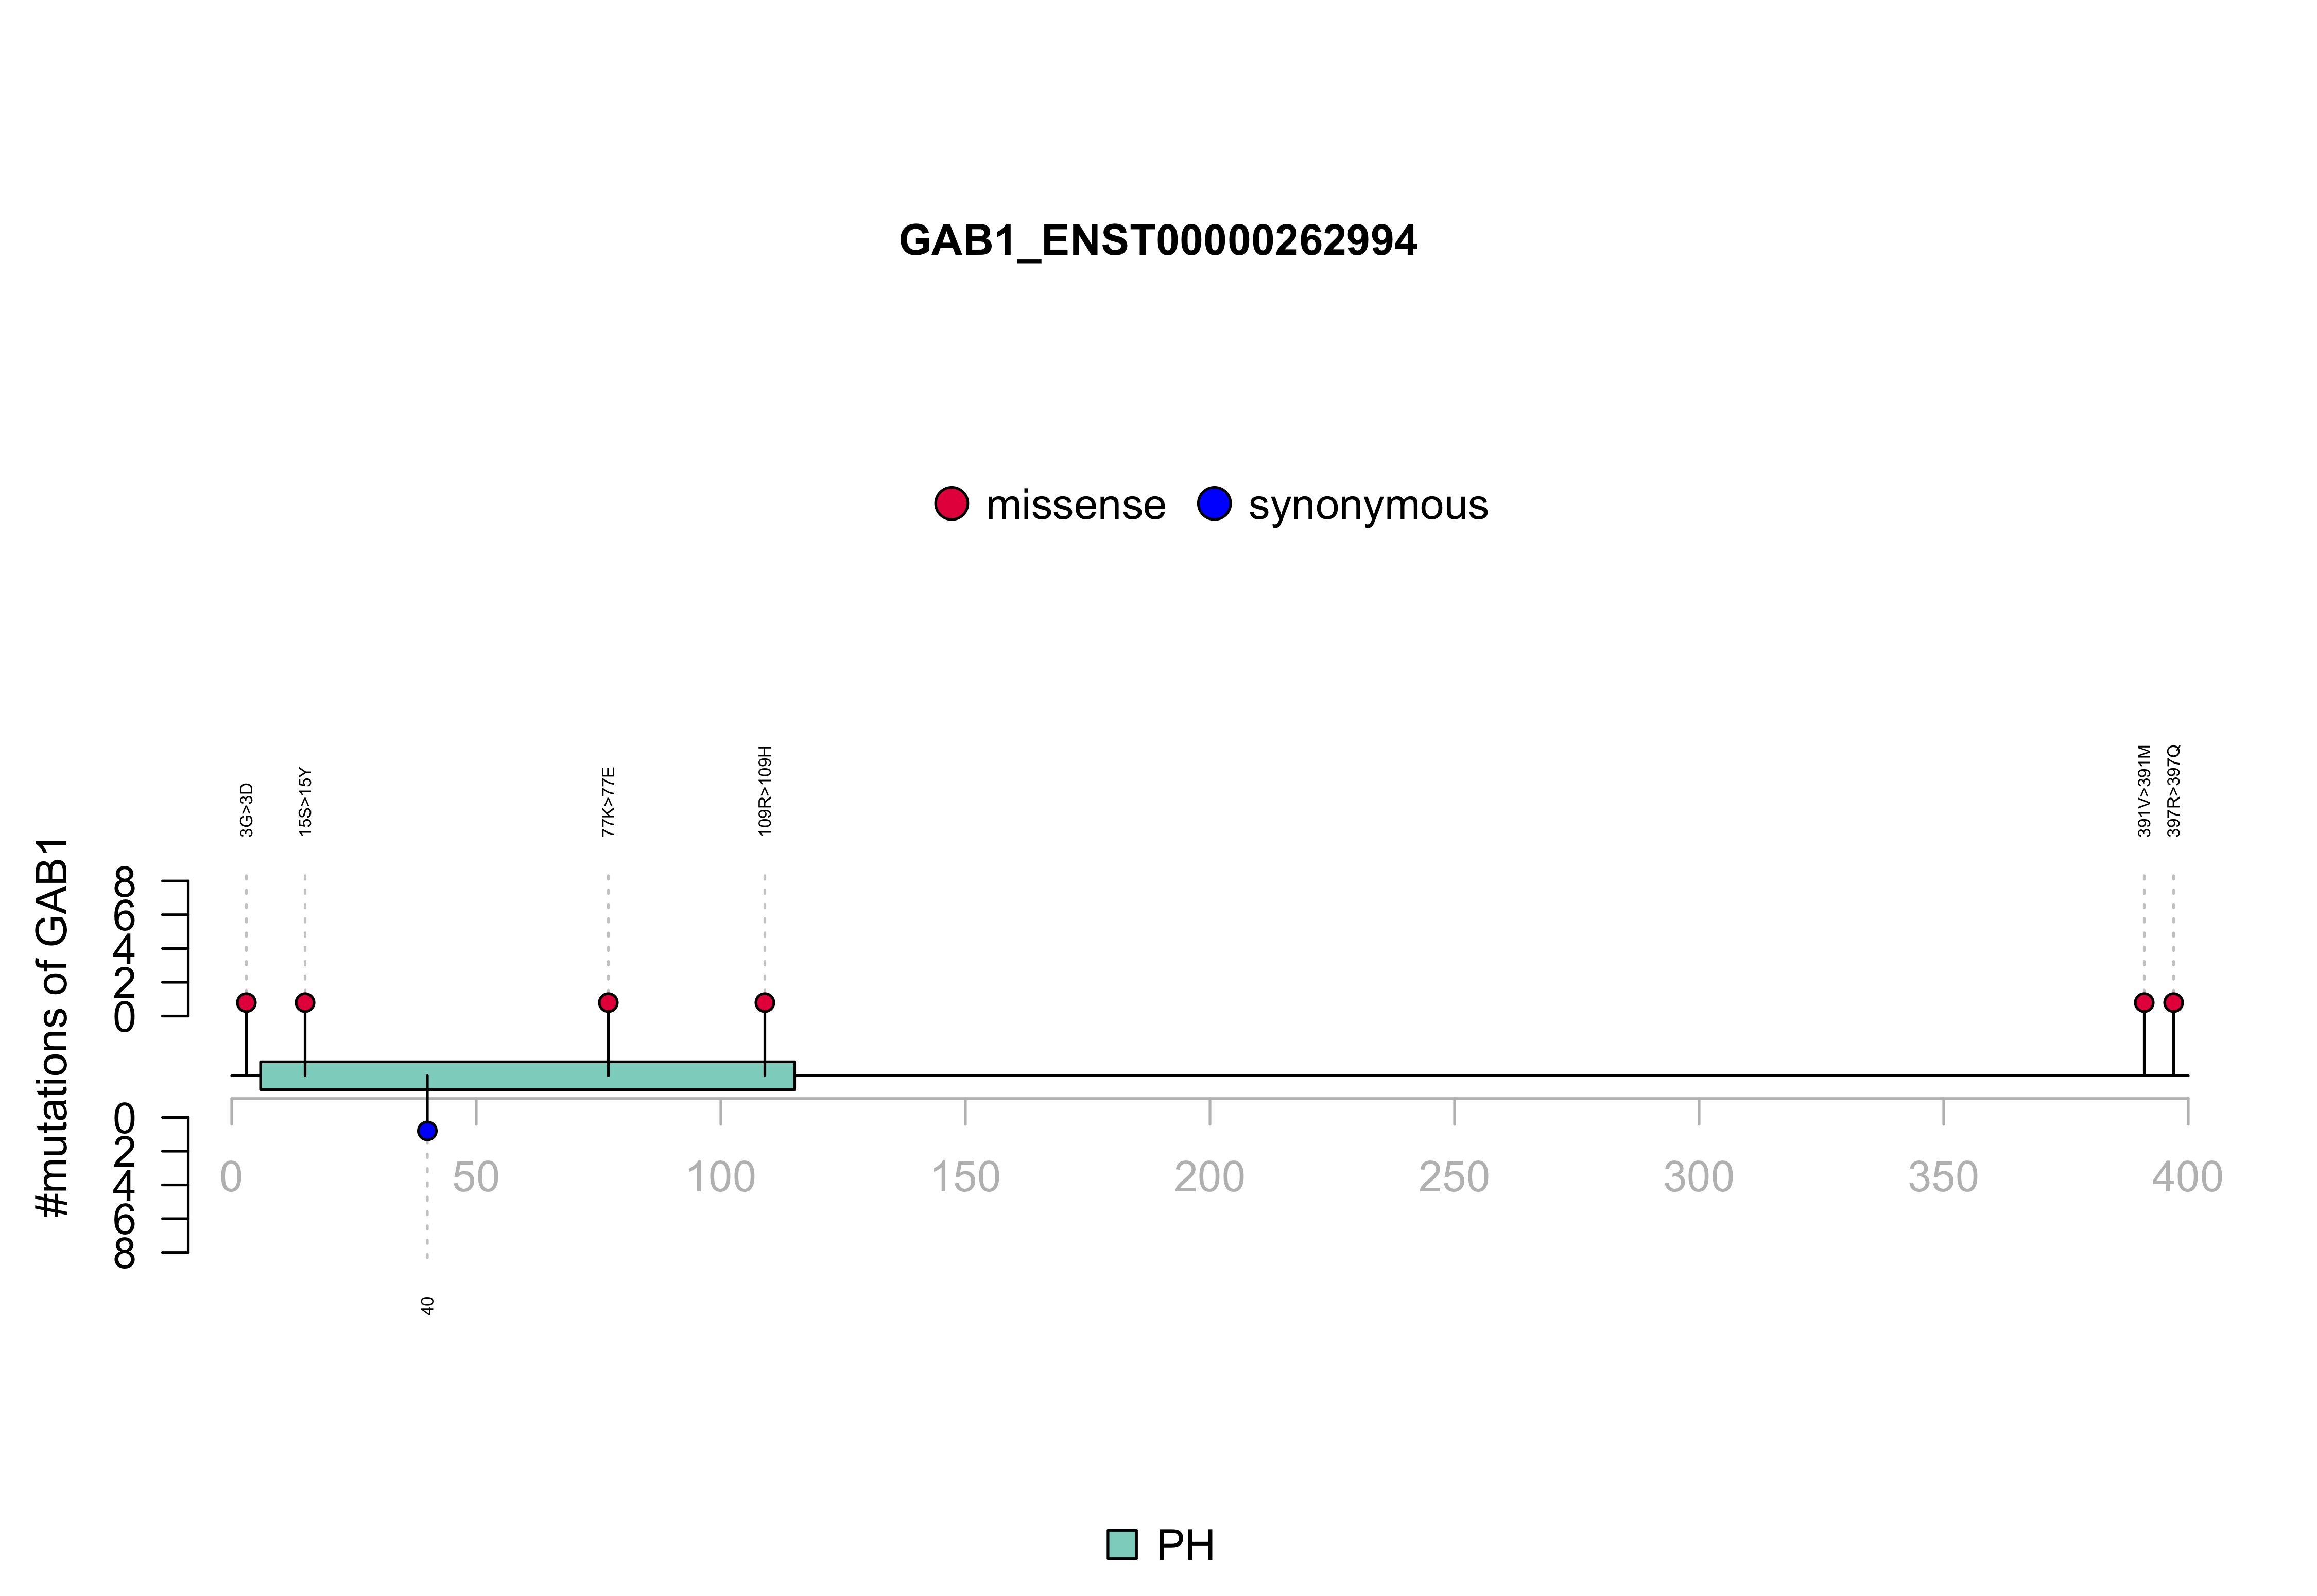 GAB1_ENST00000262994
missense synonymous
3G>3D
15S>15Y
77K>77E
109R>109H
391V>391M
397R>397Q
#mutations of GAB1
8
6
4
2
0
0
2
4
6
8
0 50 100 150 200 250 300 350 400
40
PH